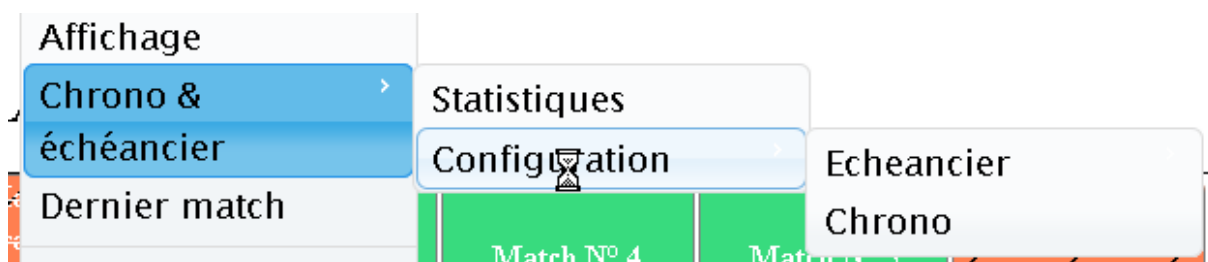 Affichage
Chrono &
échéancier
Dernier match
Statistiques
Configuration
Echeancier
Chrono
Match Nº 4